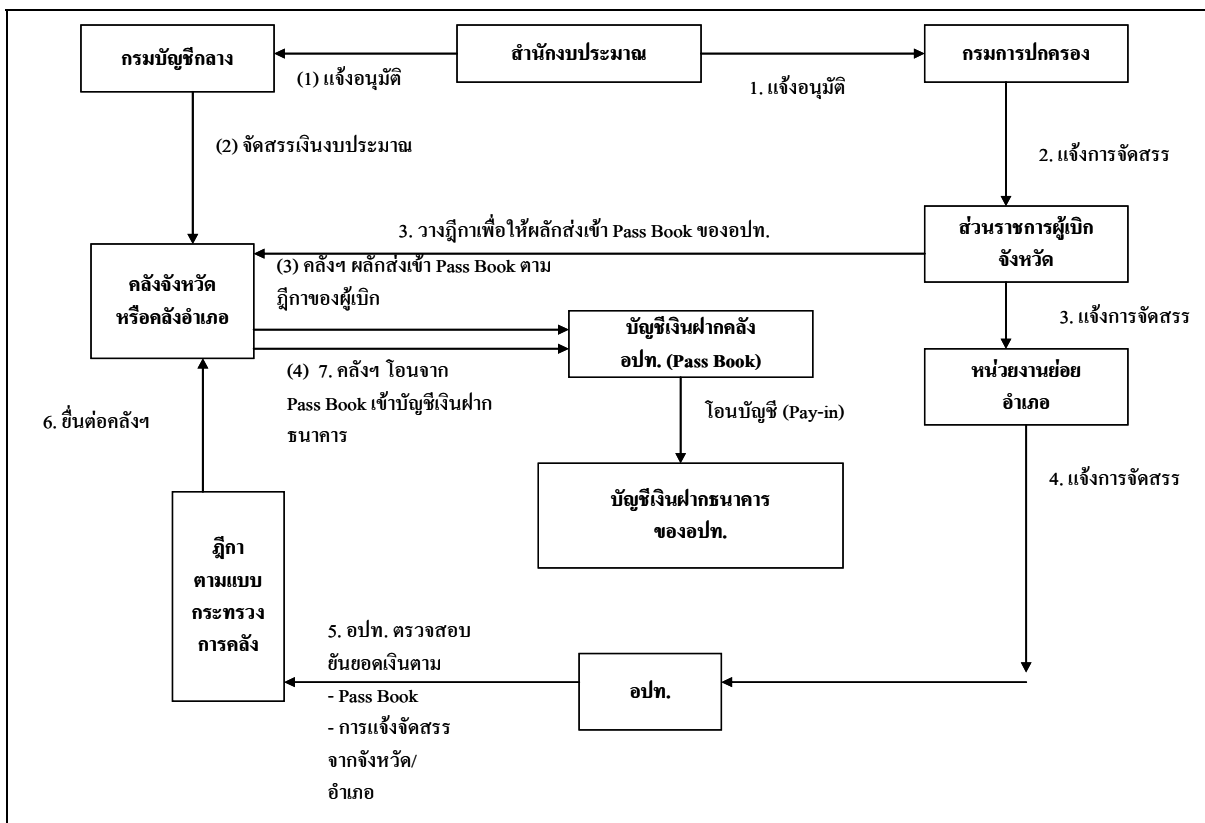 กรมบัญชีกลาง
สำนักงบประมาณ
กรมการปกครอง
(1) แจ้งอนุมัติ
1. แจ้งอนุมัติ
(2) จัดสรรเงินงบประมาณ
2. แจ้งการจัดสรร
3. วางฎีกาเพื่อให้ผลักส่งเข้า Pass Book ของอปท.
ส่วนราชการผู้เบิก
จังหวัด
คลังจังหวัด
หรือคลังอำเภอ
(3) คลังฯ ผลักส่งเข้า Pass Book ตาม
ฎีกาของผู้เบิก
3. แจ้งการจัดสรร
บัญชีเงินฝากคลัง
อปท. (Pass Book)
หน่วยงานย่อย
อำเภอ
(4) 7. คลังฯ โอนจาก
Pass Book เข้าบัญชีเงินฝาก
ธนาคาร
โอนบัญชี (Pay-in)
6. ยื่นต่อคลังฯ
4. แจ้งการจัดสรร
บัญชีเงินฝากธนาคาร
ของอปท.
ฎีกา
ตามแบบ
กระทรวง
การคลัง
5. อปท. ตรวจสอบ
ยันยอดเงินตาม
- Pass Book
- การแจ้งจัดสรร
จากจังหวัด/
อำเภอ
อปท.